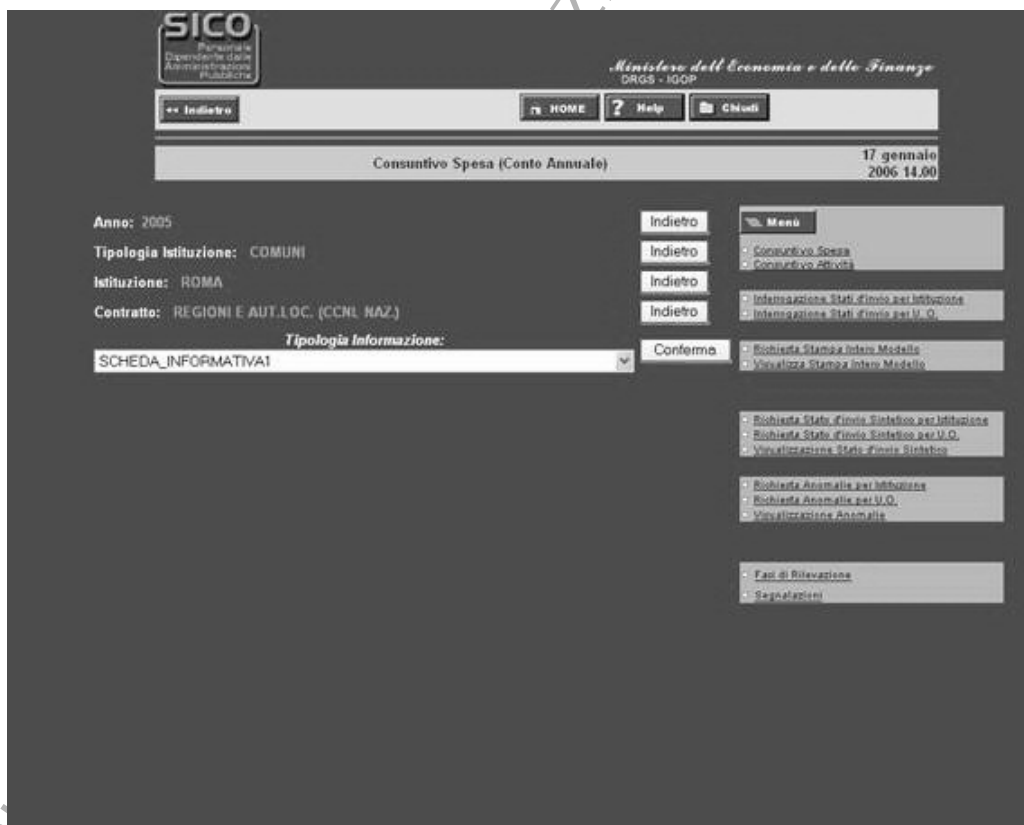 SICO
Personale
Dipendente dalle
Amministrazioni
Pubbliche
Ministero dell'Economia e delle Finanze
DRGS - IGOP
Indietro
HOME
? Help
Chiudi
Consuntivo Spesa (Conto Annuale)
17 gennaio
2006 14.00
Anno: 2005
Indietro
Tipologia Istituzione: COMUNI
Indietro
Istituzione: ROMA
Indietro
Contratto: REGIONI E AUT.LOC. (CCNL NAZ.)
Indietro
Tipologia Informazione:
SCHEDA_INFORMATIVA1
Conferma
Menù
Consuntivo Spesa
Consuntivo Attività
Interrogazione Stati d'invio per Istituzione
Interrogazione Stati d'invio per U. O.
Richiesta Stampa Intero Modello
Visualizza Stampa Intero Modello
Richiesta Stato d'invio Sintetico per Istituzione
Richiesta Stato d'invio Sintetico per U.O.
Visualizzazione Stato d'invio Sintetico
Richiesta Anomalie per Istituzione
Richiesta Anomalie per U.O.
Visualizzazione Anomalie
Fasi di Rilevazione
Segnalazioni